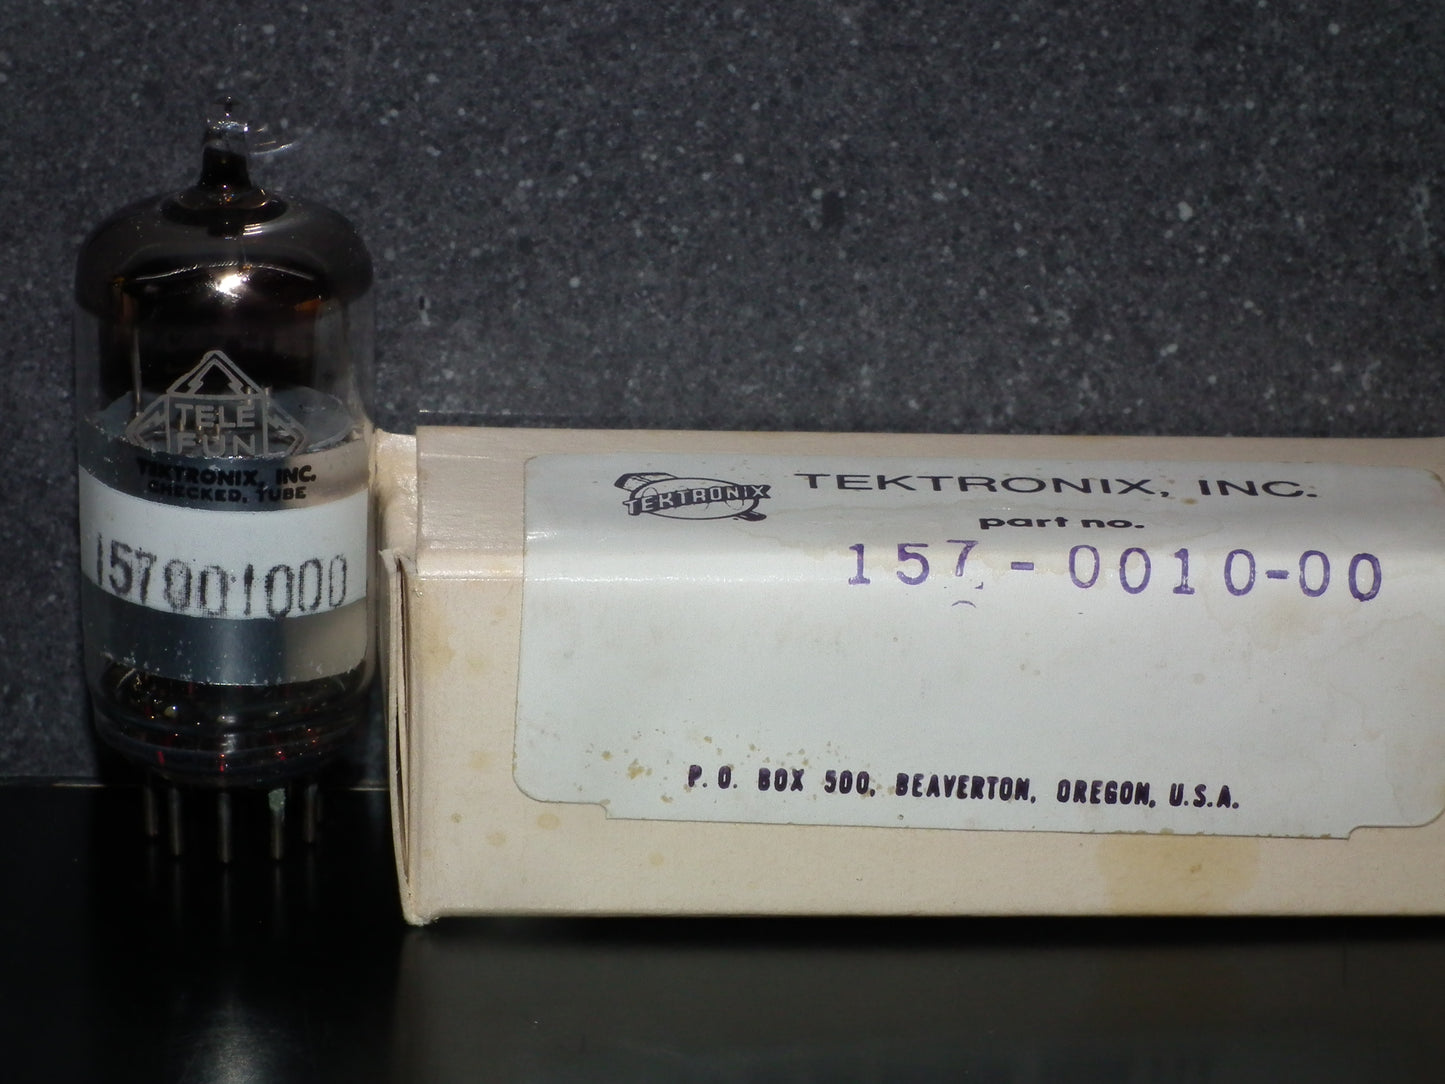 TELE
FUN
TEKTRONIX, INC.
CHECKED, TUBE
157001000
TEKTRONIX
TEKTRONIX, INC.
part no.
157-0010-00
P. O. BOX 500, BEAVERTON, OREGON, U.S.A.